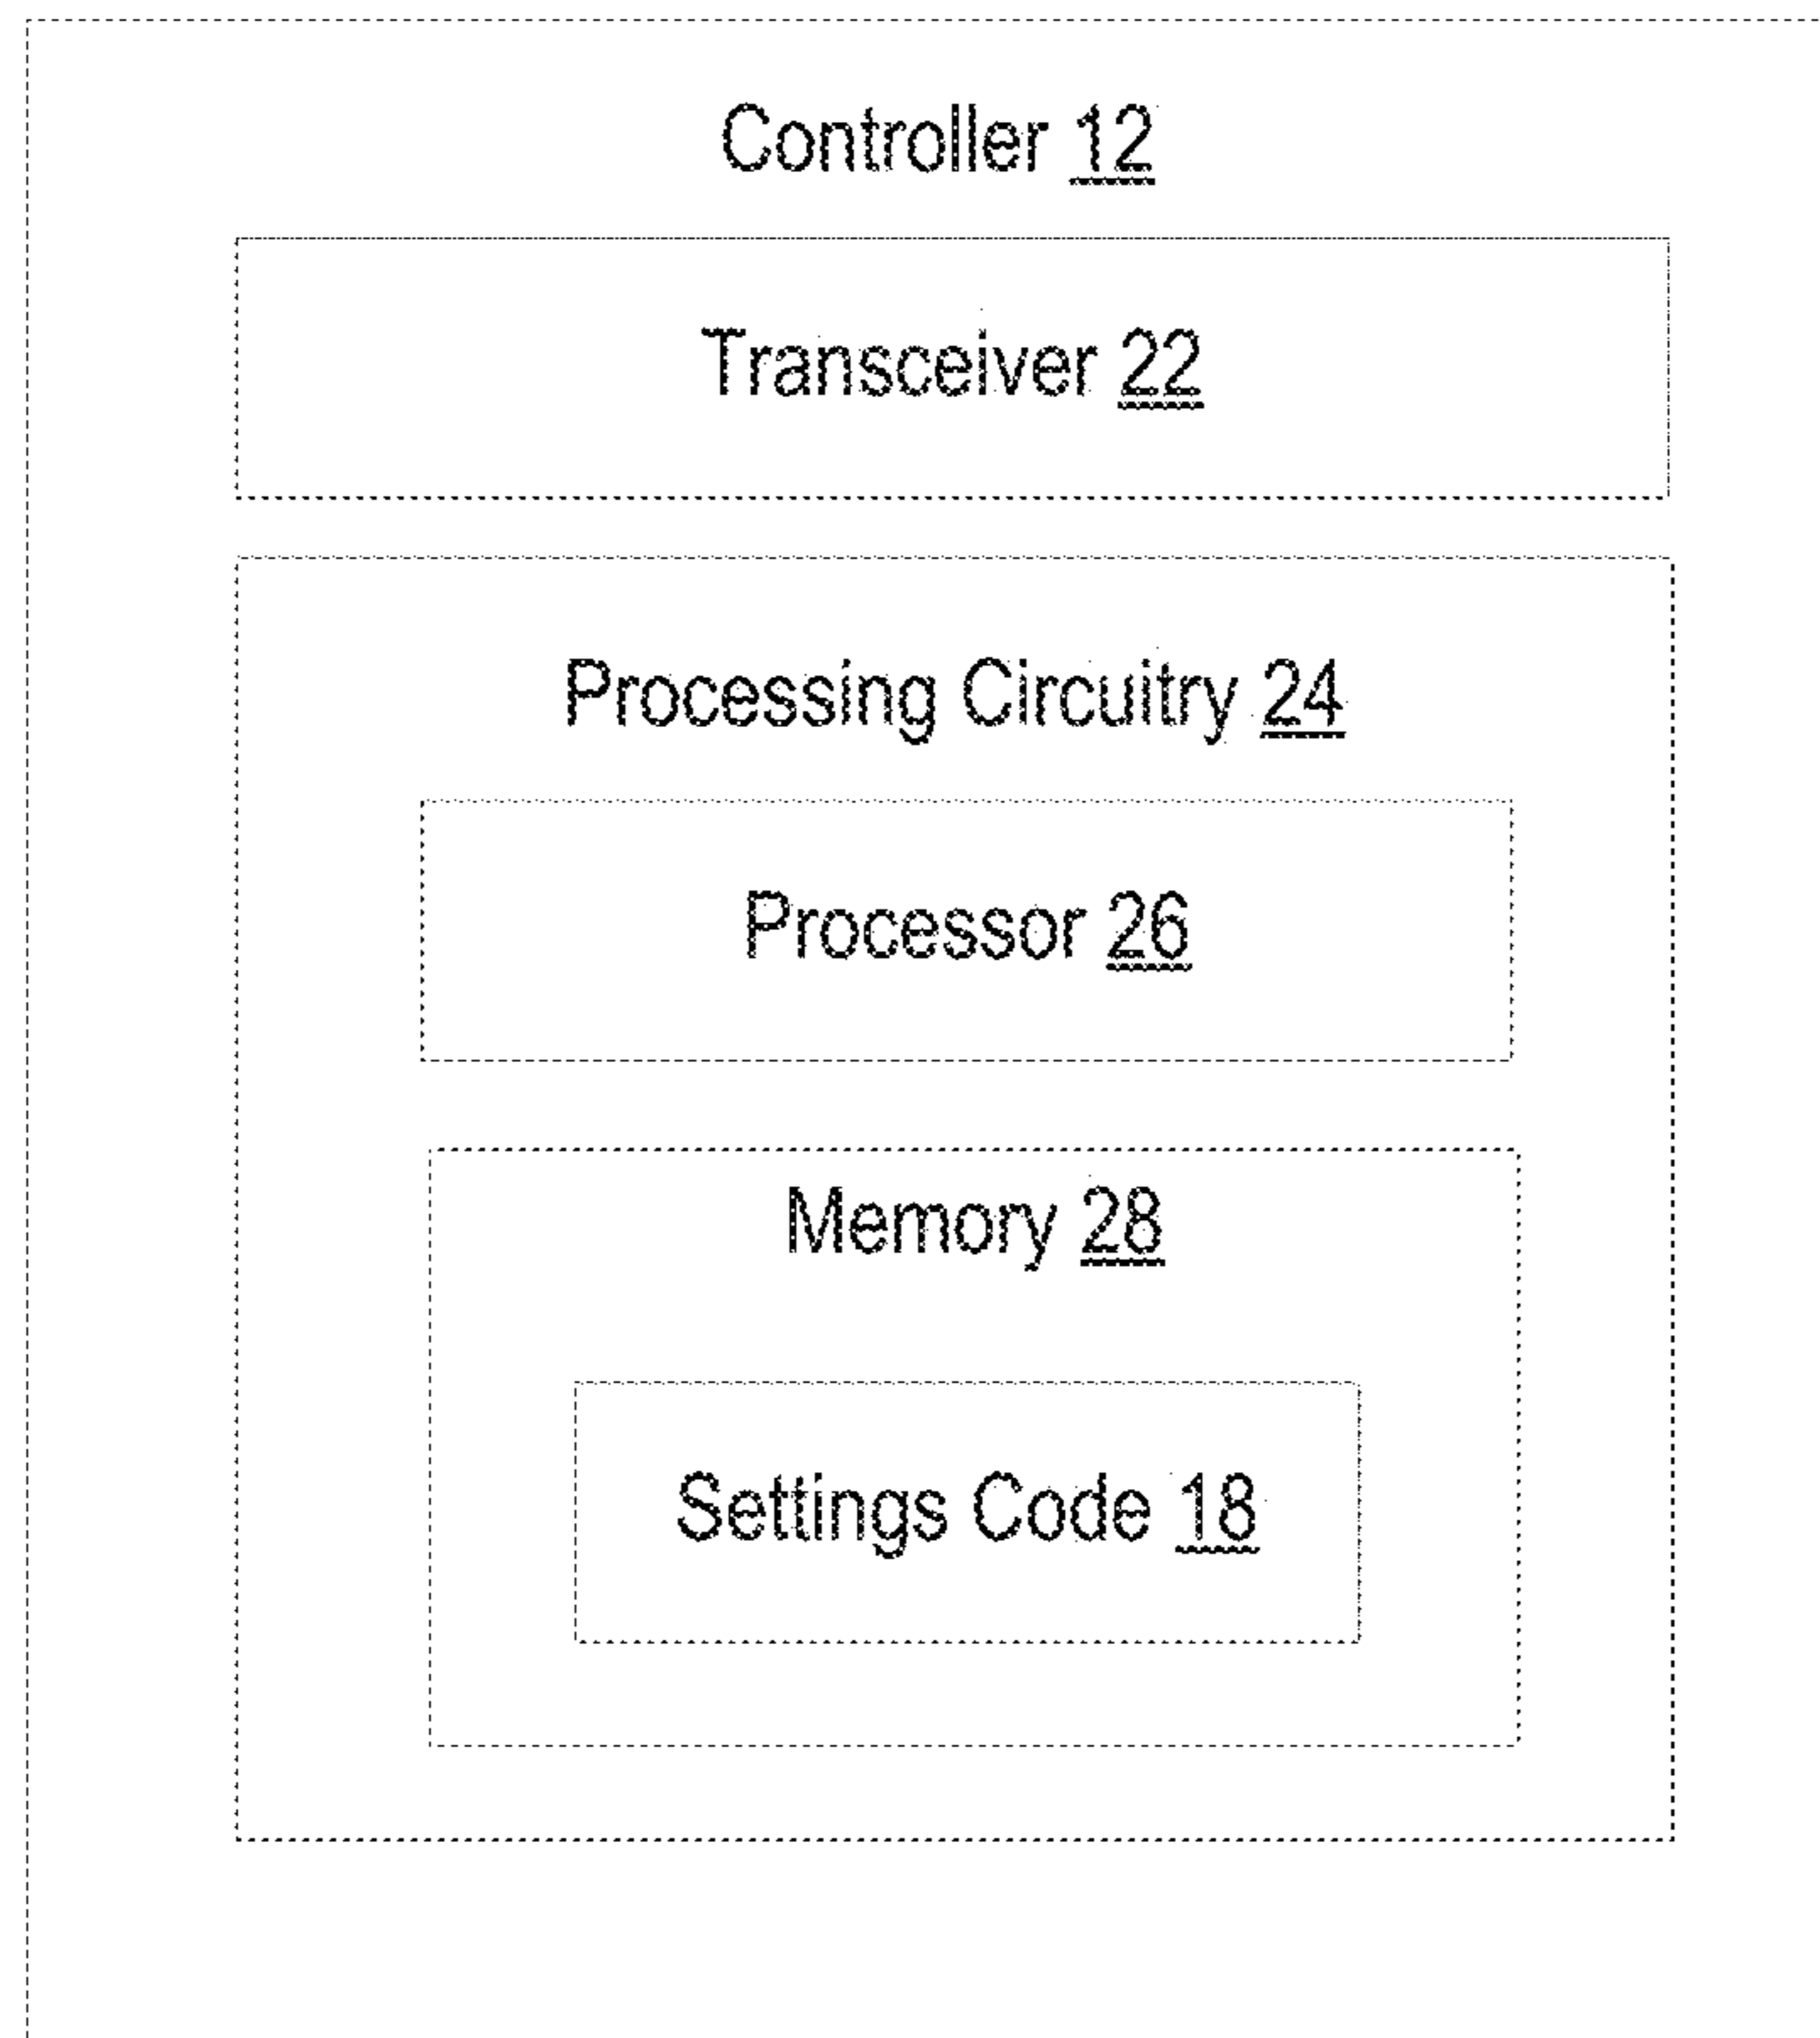 Controller 12
Transceiver 22
Processing Circuitry 24
Processor 26
Memory 28
Settings Code 18